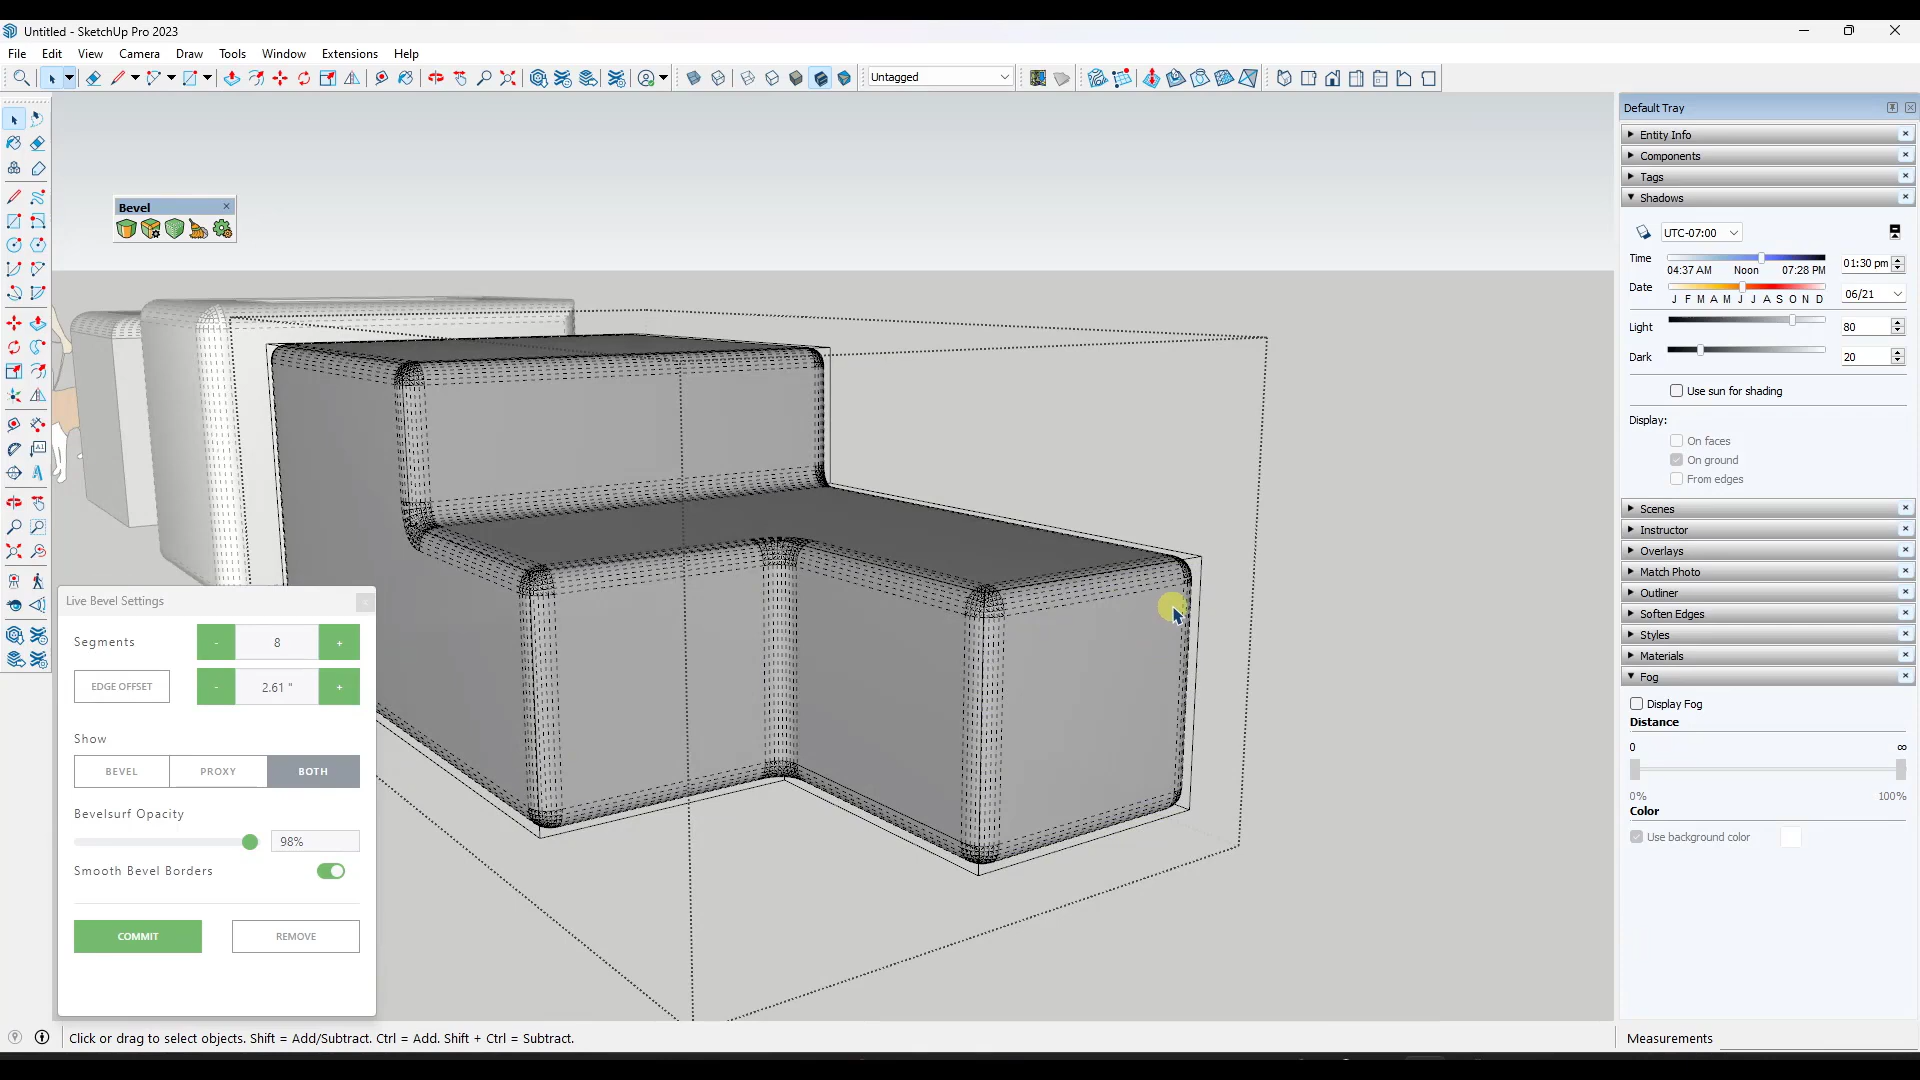 Untitled - SketchUp Pro 2023
File Edit View Camera Draw Tools Window Extensions Help
Untagged
Default Tray
Entity Info
Components
Tags
Shadows
UTC-07:00
Time
04:37 AM Noon 07:28 PM
01:30 pm
Date
J F M A M J J A S O N D
06/21
Light
80
Dark
20
Use sun for shading
Display:
On faces
On ground
From edges
Scenes
Instructor
Overlays
Match Photo
Outliner
Soften Edges
Styles
Materials
Fog
Display Fog
Distance
0 ∞
0% 100%
Color
Use background color
Bevel
Live Bevel Settings
Segments
- 8 +
EDGE OFFSET
- 2.61 " +
Show
BEVEL PROXY BOTH
Bevelsurf Opacity
98%
Smooth Bevel Borders
COMMIT REMOVE
Click or drag to select objects. Shift = Add/Subtract. Ctrl = Add. Shift + Ctrl = Subtract.
Measurements